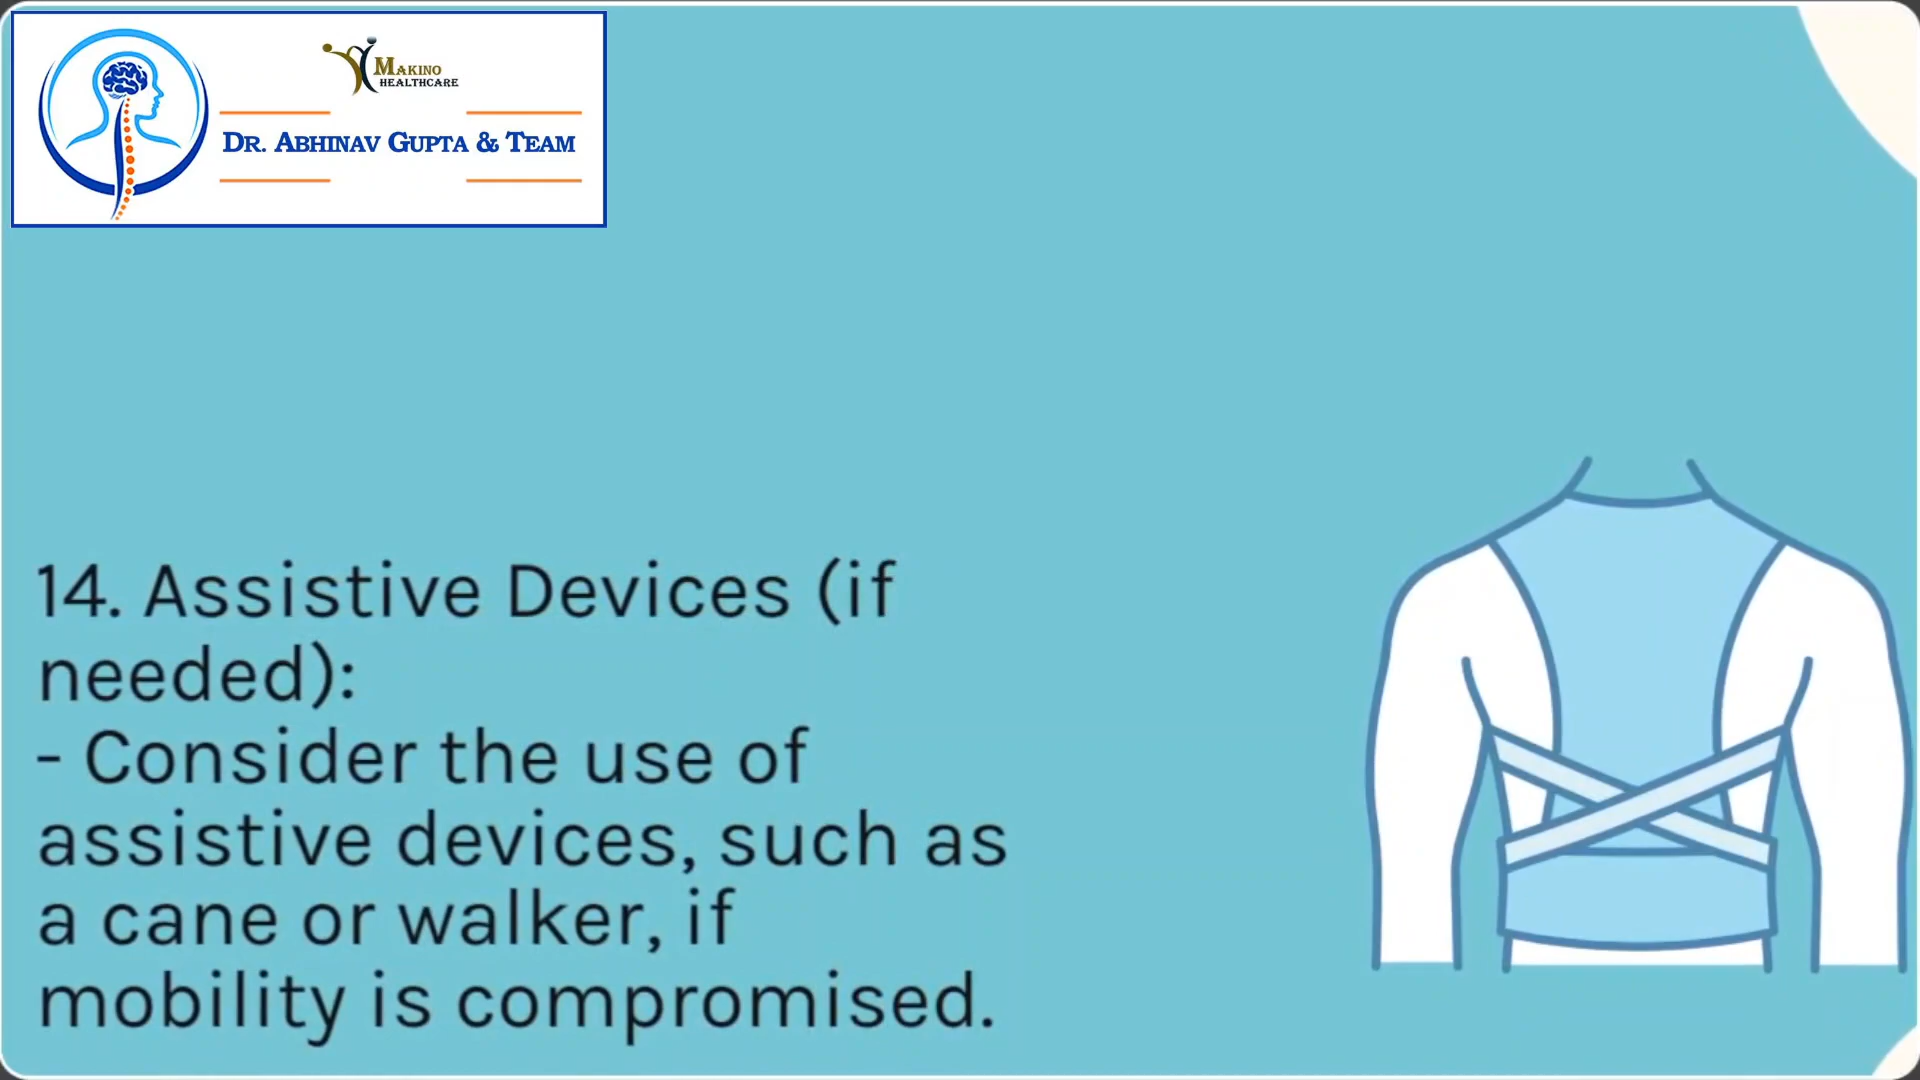 MAKINO
HEALTHCARE
DR. ABHINAV GUPTA & TEAM
14. Assistive Devices (if
needed):
- Consider the use of
assistive devices, such as
a cane or walker, if
mobility is compromised.